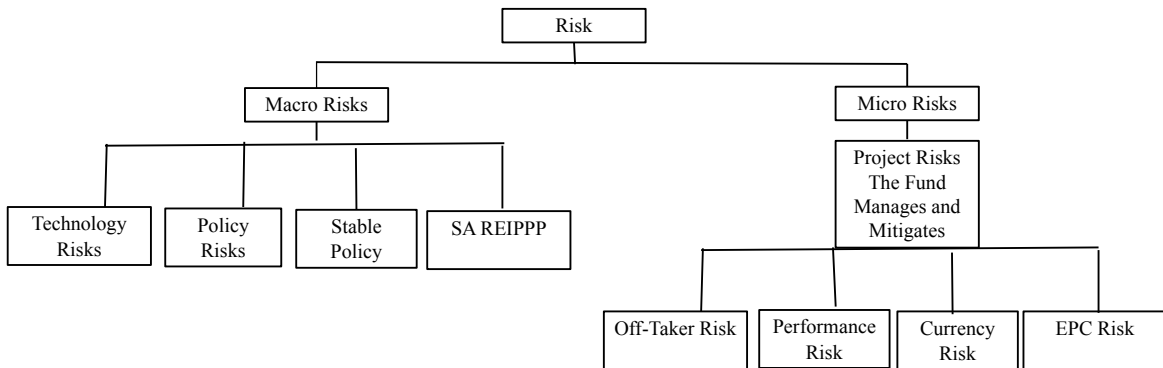 Risk
Macro Risks
Micro Risks
Project Risks
The Fund
Manages and
Mitigates
Technology
Risks
Policy
Risks
Stable
Policy
SA REIPPP
Off-Taker Risk
Performance
Risk
Currency
Risk
EPC Risk